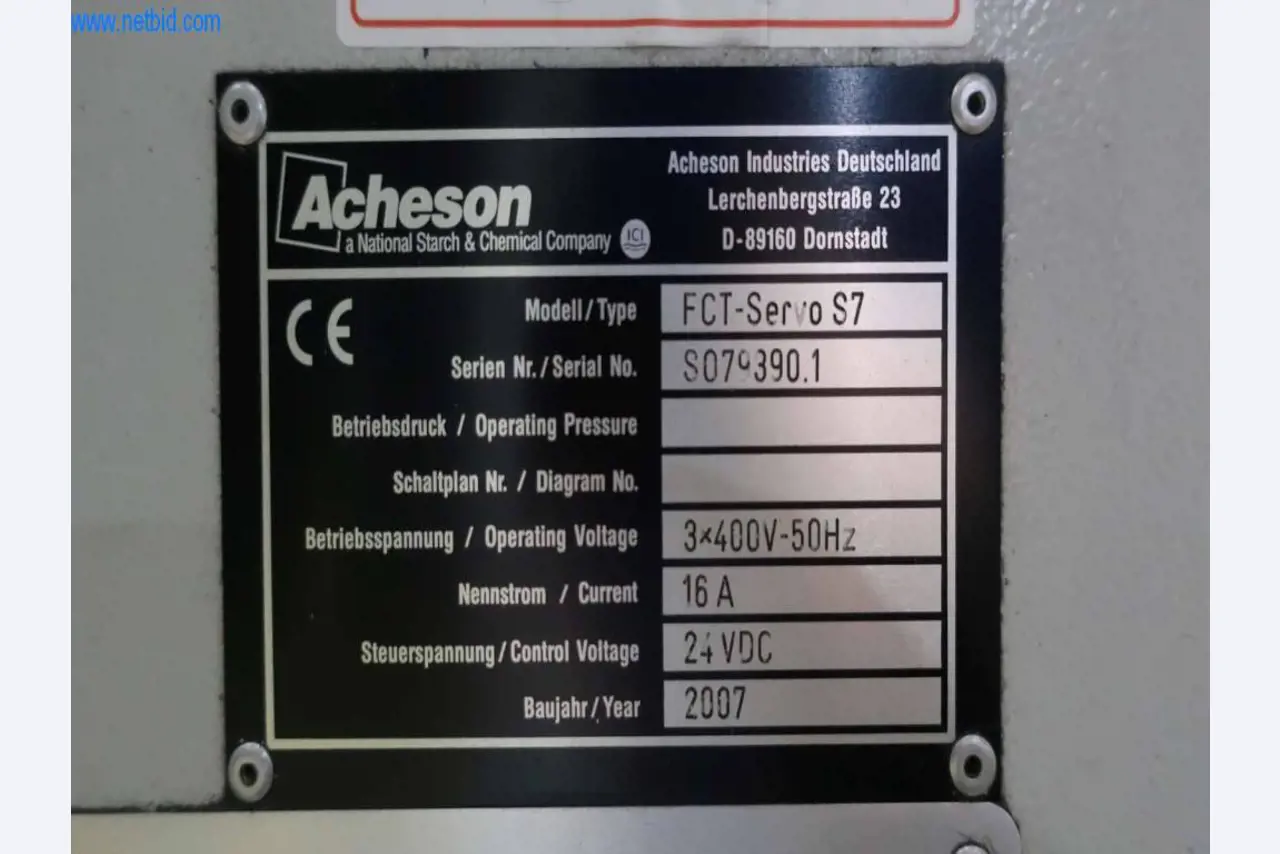 www.netbid.com
Acheson
a National Starch & Chemical Company
ICI
Acheson Industries Deutschland
Lerchenbergstraße 23
D-89160 Dornstadt
CE
Modell/Type FCT-Servo S7
Serien Nr./Serial No. S079390.1
Betriebsdruck / Operating Pressure
Schaltplan Nr. / Diagram No.
Betriebsspannung / Operating Voltage 3×400V-50Hz
Nennstrom / Current 16 A
Steuerspannung/Control Voltage 24 VDC
Baujahr/Year 2007